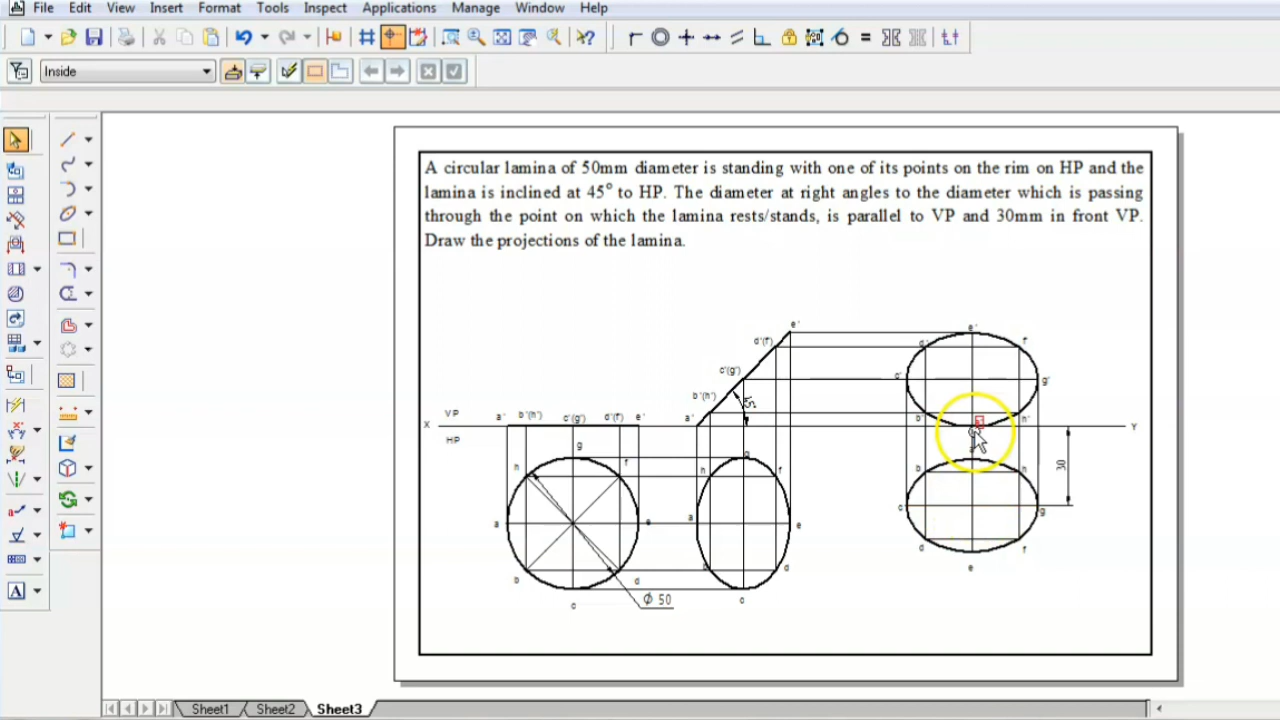 File Edit View Insert Format Tools Inspect Applications Manage Window Help
Inside
A circular lamina of 50mm diameter is standing with one of its points on the rim on HP and the
lamina is inclined at 45° to HP. The diameter at right angles to the diameter which is passing
through the point on which the lamina rests/stands, is parallel to VP and 30mm in front VP.
Draw the projections of the lamina.
e' e'
d'(f) d' f
c'(g') c' g'
b'(h') 45°
VP a' b'(h') c'(g') d'(f) e' a' b' h'
X Y
HP
g g a
h f h f b h 30
a e a e c g
b d b d d f
c Ø 50 c e
A
Sheet1 Sheet2 Sheet3